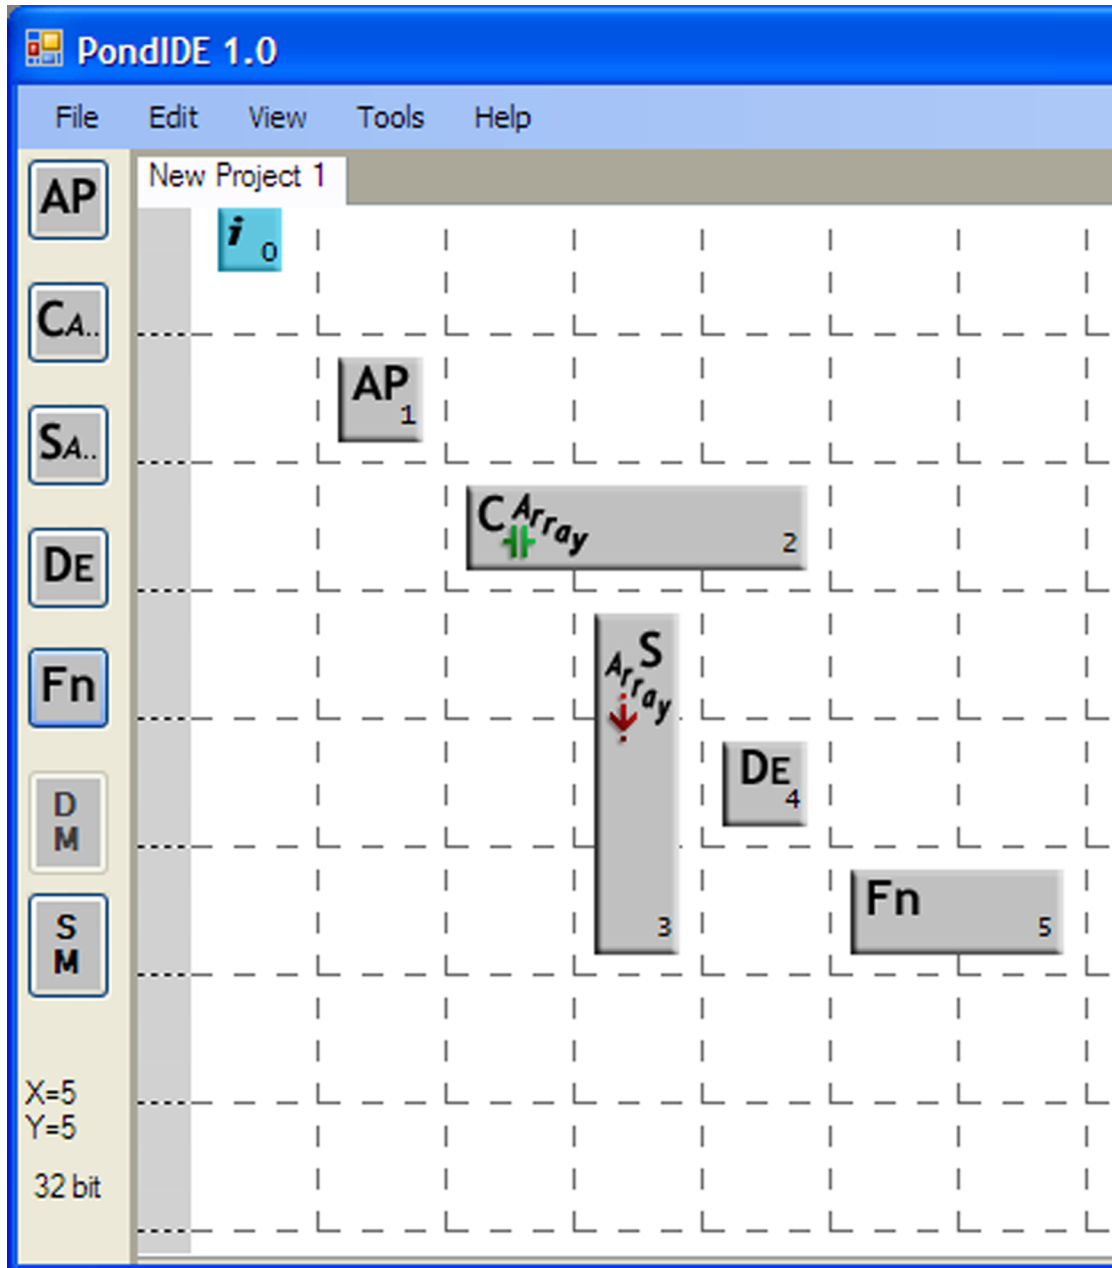 PondIDE 1.0
File Edit View Tools Help
New Project 1
AP
CA..
SA..
DE
Fn
D
M
S
M
X=5
Y=5
32 bit
i 0
AP
1
C Array
2
S
Array
3
DE
4
Fn
5